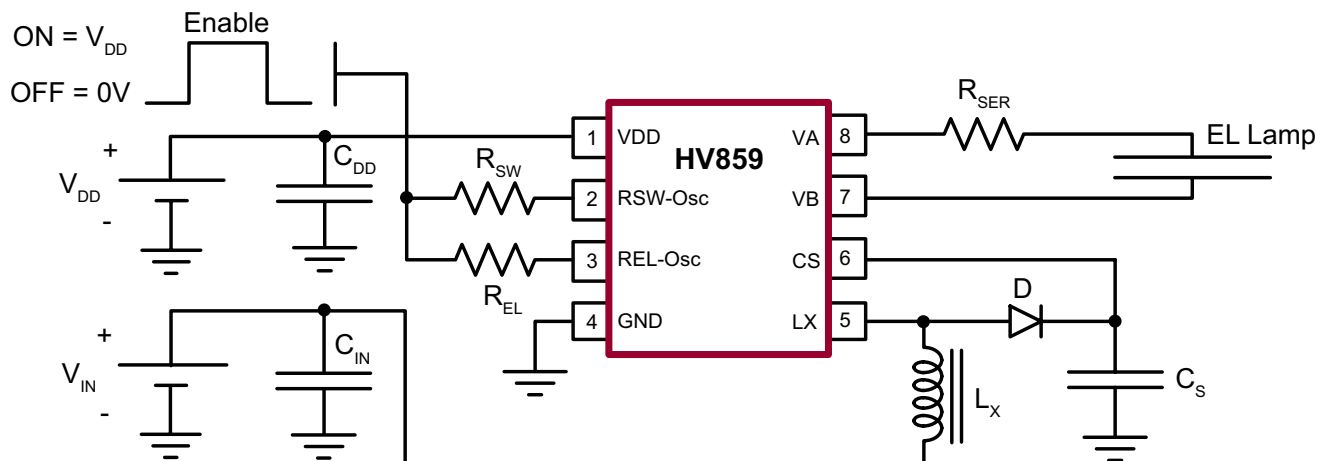 ON = VDD
Enable
OFF = 0V
+
VDD
-
CDD
RSW
REL
+
VIN
-
CIN
HV859
1 VDD
2 RSW-Osc
3 REL-Osc
4 GND
VA 8
VB 7
CS 6
LX 5
RSER
EL Lamp
D
LX
CS